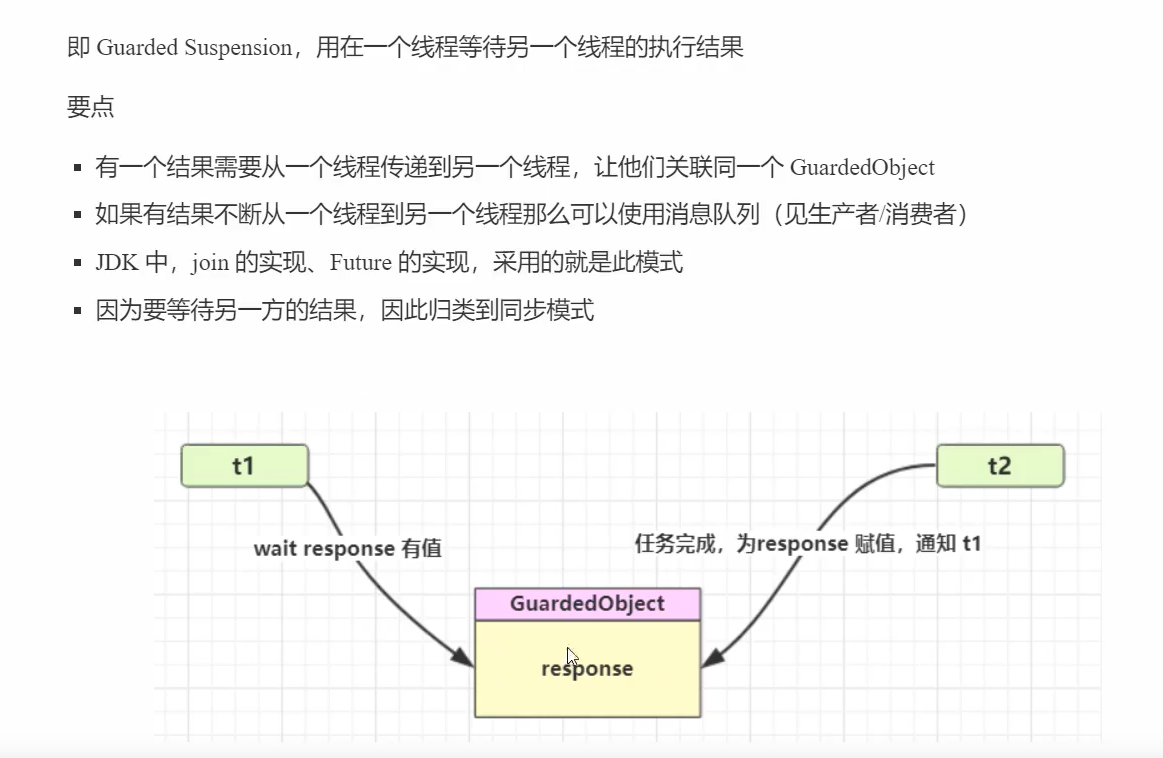 即 Guarded Suspension，用在一个线程等待另一个线程的执行结果
要点
▪ 有一个结果需要从一个线程传递到另一个线程，让他们关联同一个 GuardedObject
▪ 如果有结果不断从一个线程到另一个线程那么可以使用消息队列（见生产者/消费者）
▪ JDK 中，join 的实现、Future 的实现，采用的就是此模式
▪ 因为要等待另一方的结果，因此归类到同步模式
t1
t2
wait response 有值
任务完成，为response 赋值，通知 t1
GuardedObject
response